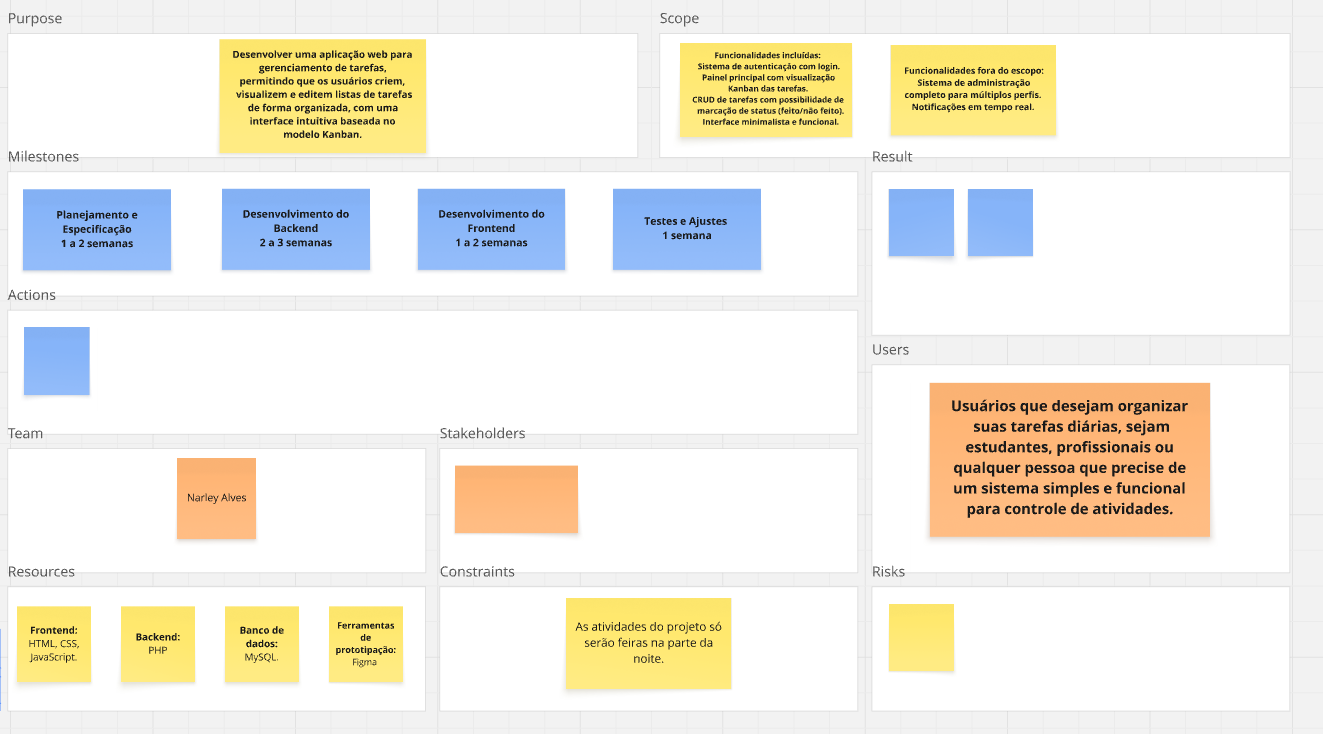 Purpose
Desenvolver uma aplicação web para
gerenciamento de tarefas,
permitindo que os usuários criem,
visualizem e editem listas de tarefas
de forma organizada, com uma
interface intuitiva baseada no
modelo Kanban.
Scope
Funcionalidades incluídas:
Sistema de autenticação com login.
Painel principal com visualização
Kanban das tarefas.
CRUD de tarefas com possibilidade de
marcação de status (feito/não feito).
Interface minimalista e funcional.
Funcionalidades fora do escopo:
Sistema de administração
completo para múltiplos perfis.
Notificações em tempo real.
Milestones
Planejamento e
Especificação
1 a 2 semanas
Desenvolvimento do
Backend
2 a 3 semanas
Desenvolvimento do
Frontend
1 a 2 semanas
Testes e Ajustes
1 semana
Result
Actions
Users
Usuários que desejam organizar
suas tarefas diárias, sejam
estudantes, profissionais ou
qualquer pessoa que precise de
um sistema simples e funcional
para controle de atividades.
Team
Narley Alves
Stakeholders
Resources
Frontend:
HTML, CSS,
JavaScript.
Backend:
PHP
Banco de
dados:
MySQL.
Ferramentas
de
prototipação:
Figma
Constraints
As atividades do projeto só
serão feiras na parte da
noite.
Risks